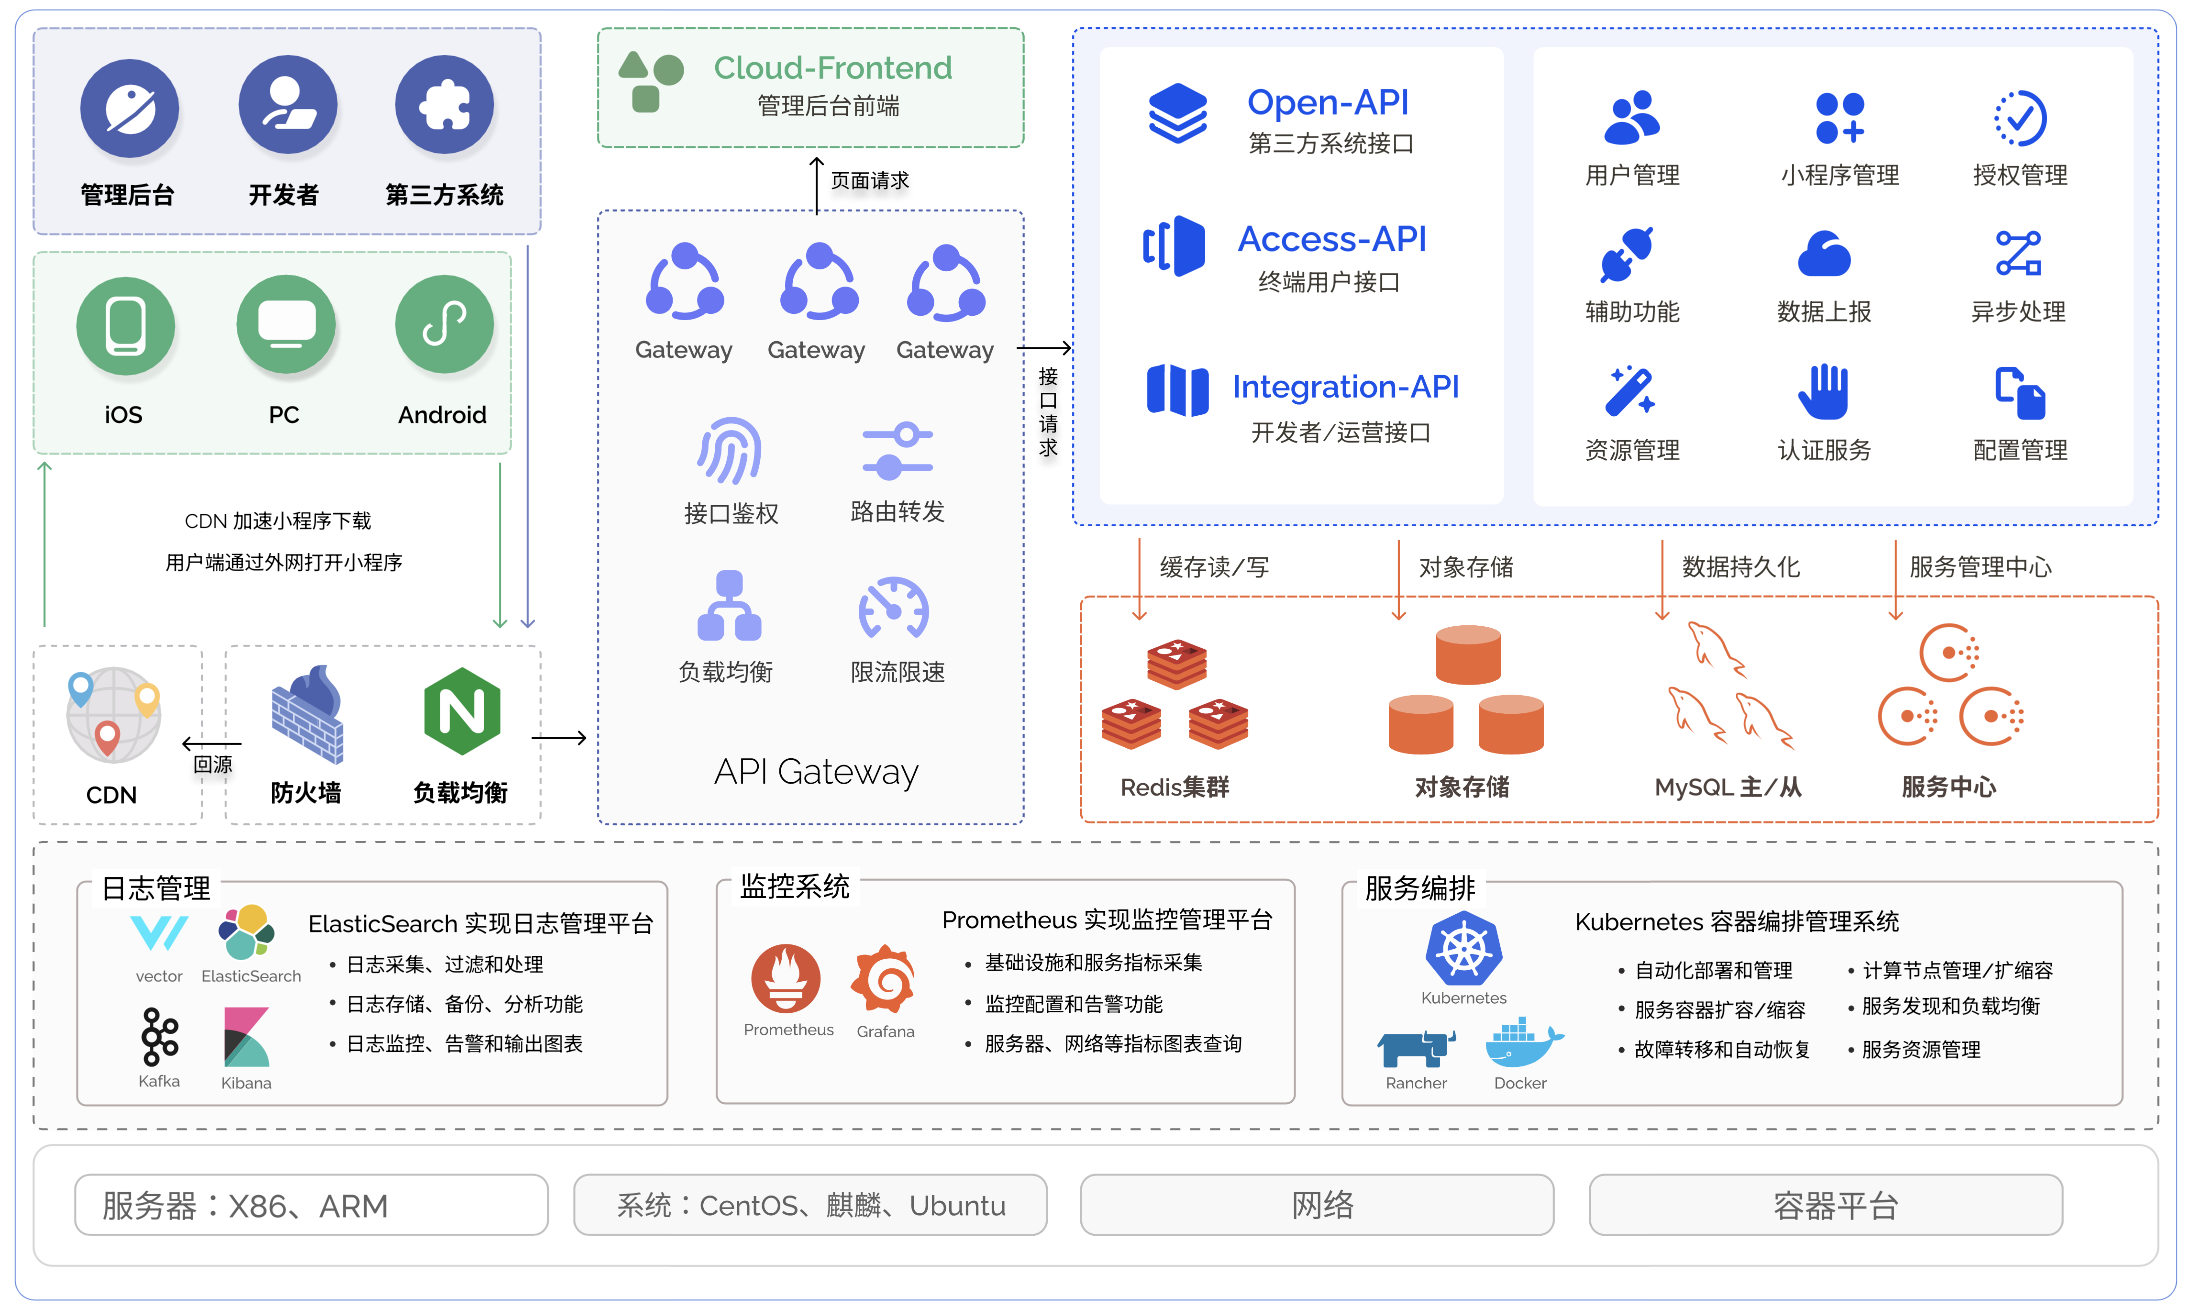 管理后台
开发者
第三方系统
iOS
PC
Android
CDN 加速小程序下载
用户端通过外网打开小程序
CDN
回源
防火墙
负载均衡
Cloud-Frontend
管理后台前端
页面请求
Gateway
Gateway
Gateway
接口鉴权
路由转发
负载均衡
限流限速
API Gateway
接口请求
Open-API
第三方系统接口
Access-API
终端用户接口
Integration-API
开发者/运营接口
用户管理
小程序管理
授权管理
辅助功能
数据上报
异步处理
资源管理
认证服务
配置管理
缓存读/写
对象存储
数据持久化
服务管理中心
Redis集群
对象存储
MySQL 主/从
服务中心
日志管理
vector
ElasticSearch
Kafka
Kibana
ElasticSearch 实现日志管理平台
• 日志采集、过滤和处理
• 日志存储、备份、分析功能
• 日志监控、告警和输出图表
监控系统
Prometheus
Grafana
Prometheus 实现监控管理平台
• 基础设施和服务指标采集
• 监控配置和告警功能
• 服务器、网络等指标图表查询
服务编排
Kubernetes
Rancher
Docker
Kubernetes 容器编排管理系统
• 自动化部署和管理
• 服务容器扩容/缩容
• 故障转移和自动恢复
• 计算节点管理/扩缩容
• 服务发现和负载均衡
• 服务资源管理
服务器：X86、ARM
系统：CentOS、麒麟、Ubuntu
网络
容器平台